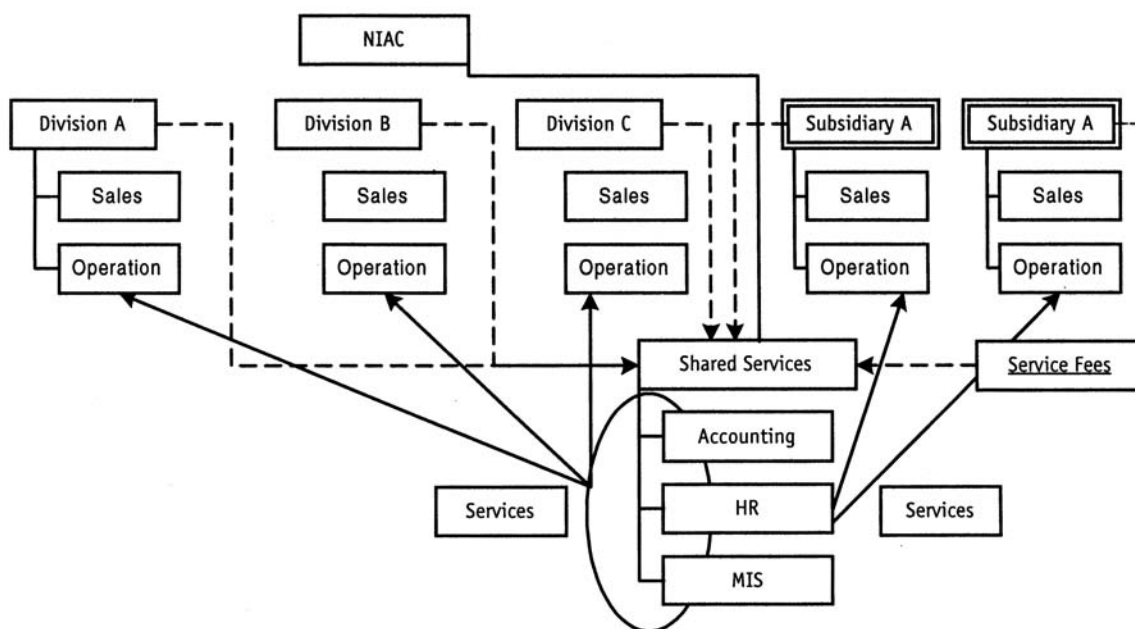 NIAC
Division A
Division B
Division C
Subsidiary A
Subsidiary A
Sales
Sales
Sales
Sales
Sales
Operation
Operation
Operation
Operation
Operation
Shared Services
Service Fees
Accounting
Services
HR
Services
MIS